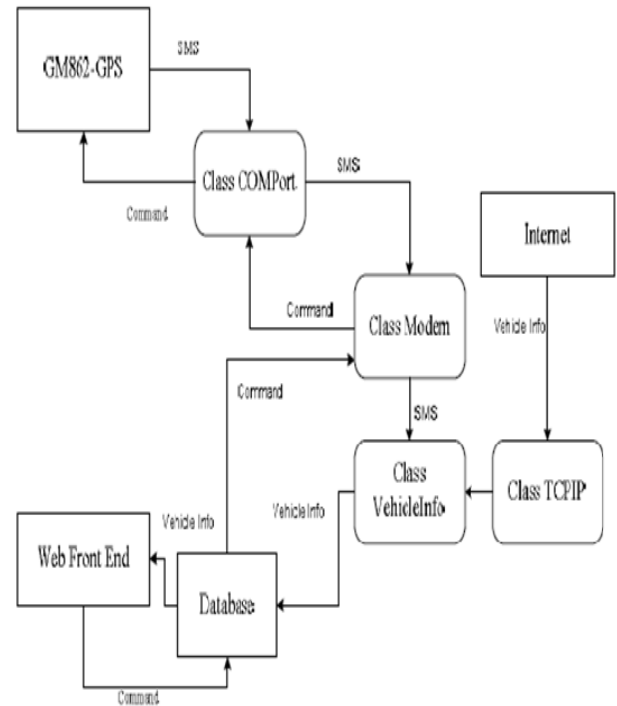 SMS
GM862-GPS
Class COMPort
SMS
Command
Internet
Command
Class Modem
Vehicle Info
Command
SMS
Class
VehicleInfo
Class TCPIP
Vehicle Info
Vehicle Info
Web Front End
Database
Command